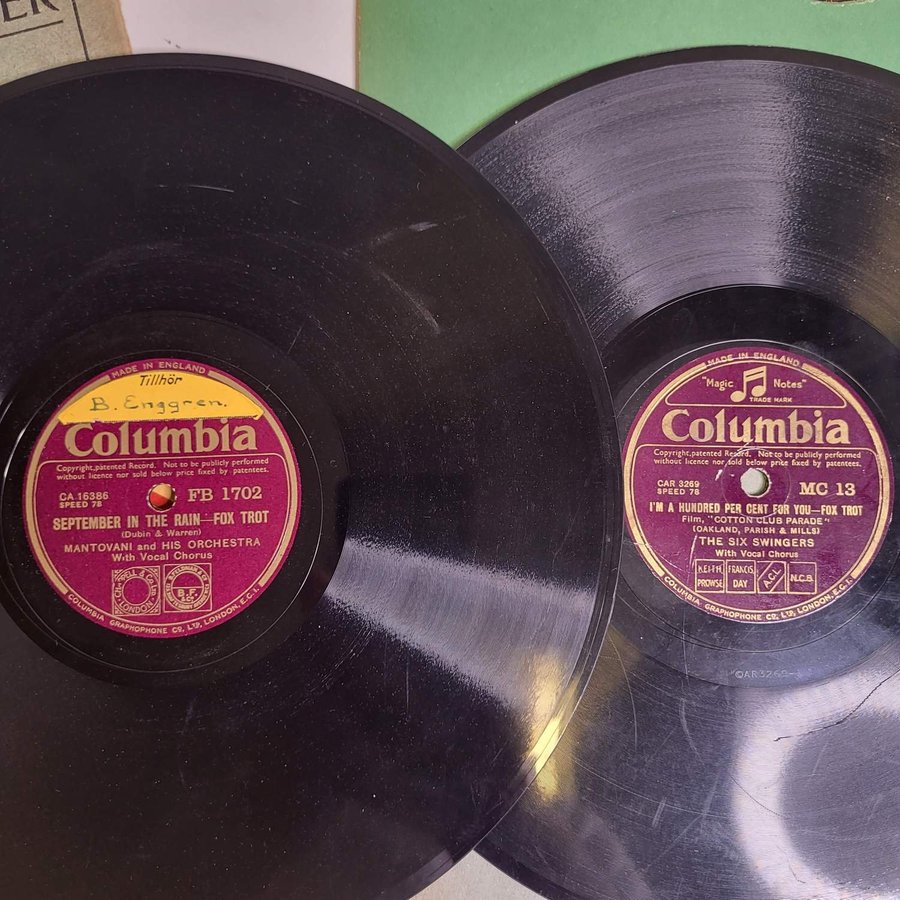 ER
MADE IN ENGLAND
Tillhör
B. Enggren.
Columbia
Copyright, patented Record. Not to be publicly performed
without licence nor sold below price fixed by patentees.
CA 16386
SPEED 78
FB 1702
SEPTEMBER IN THE RAIN—FOX TROT
(Dubin & Warren)
MANTOVANI and HIS ORCHESTRA
With Vocal Chorus
LONDON
B.F.
COLUMBIA GRAPHOPHONE CO., LTD, LONDON, E.C.1.
MADE IN ENGLAND
"Magic Notes"
TRADE MARK
Columbia
Copyright, patented Record. Not to be publicly performed
without licence nor sold below price fixed by patentees.
CAR 3269
SPEED 78
MC 13
I'M A HUNDRED PER CENT FOR YOU—FOX TROT
Film, "COTTON CLUB PARADE"
(OAKLAND, PARISH & MILLS)
THE SIX SWINGERS
With Vocal Chorus
KEITH PROWSE
FRANCIS, DAY
A.C.L
N.C.B.
COLUMBIA GRAPHOPHONE CO., LTD, LONDON, E.C.1.